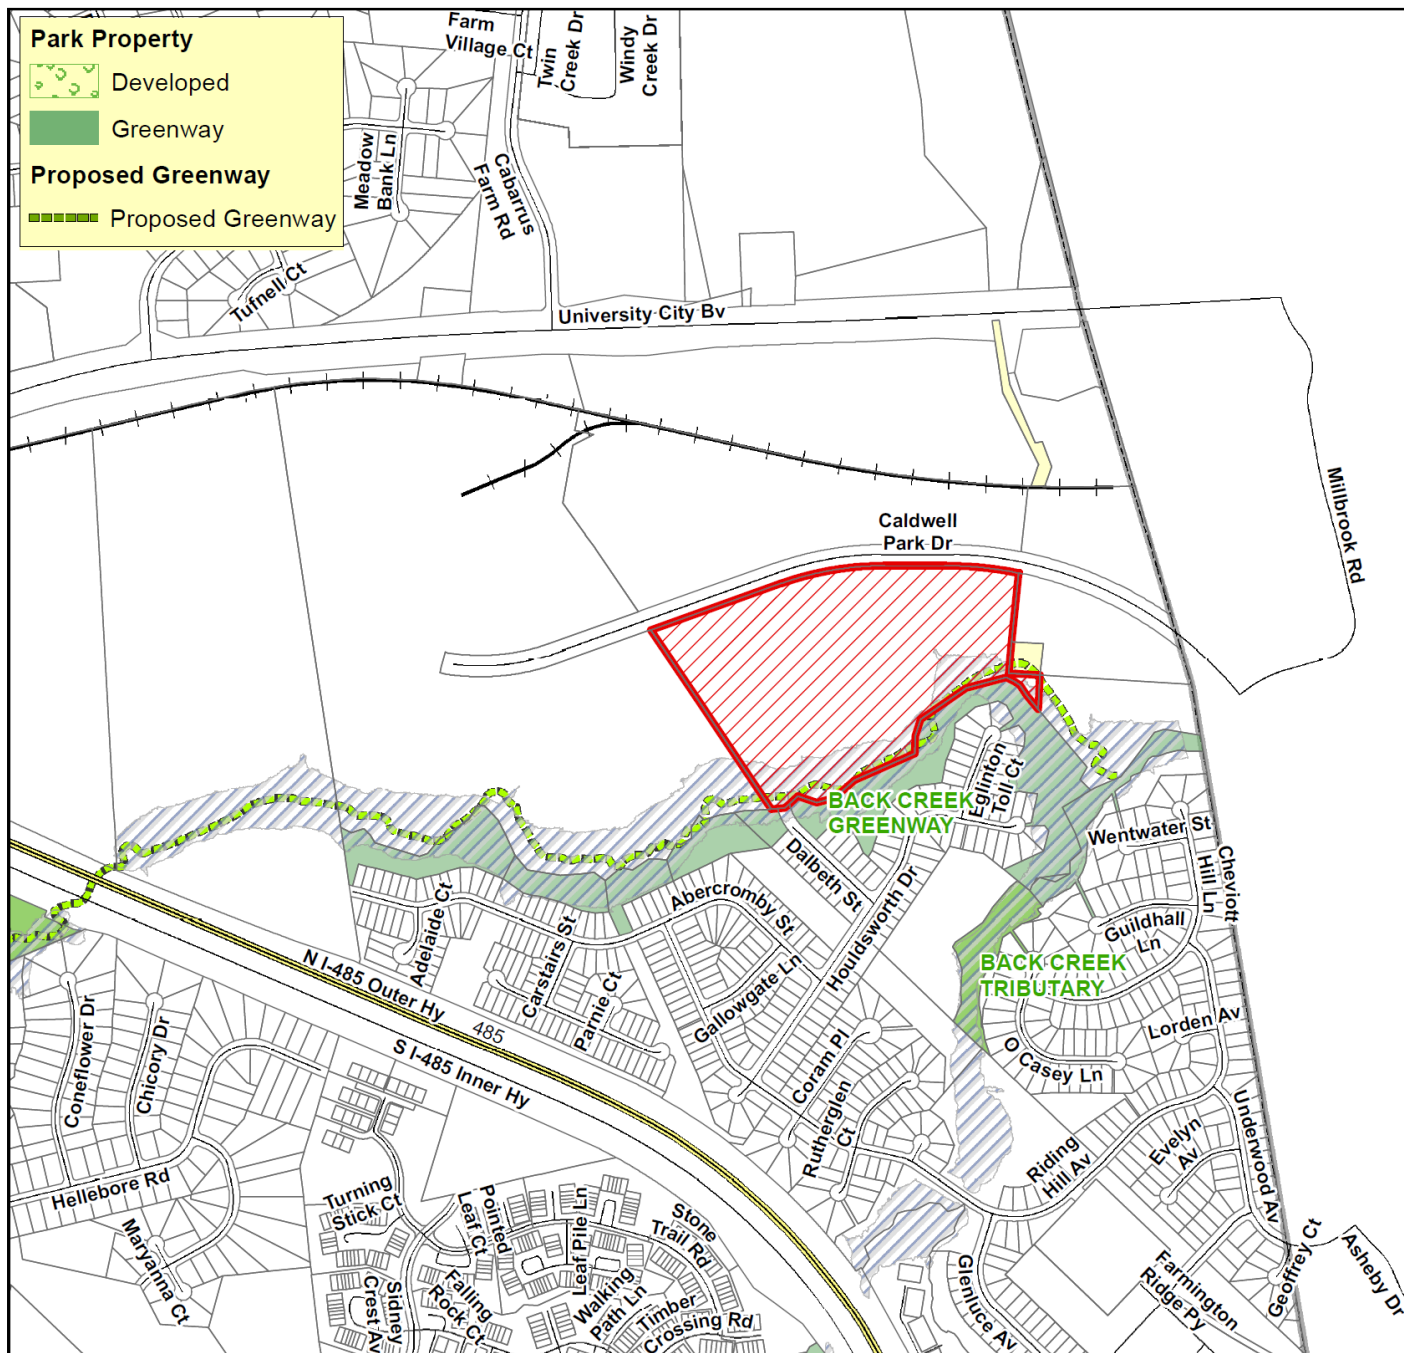 Park Property
Developed
Greenway
Proposed Greenway
Proposed Greenway
Farm
Village Ct
Twin
Creek Dr
Windy
Creek Dr
Meadow
Bank Ln
Cabarrus
Farm Rd
Tufnell Ct
University City Bv
Millbrook Rd
Caldwell
Park Dr
BACK CREEK
GREENWAY
Eglinton
Toll Ct
Wentwater St
Cheviott
Hill Ln
Dalbeth St
Abercromby St
Houldsworth Dr
Guildhall
Ln
BACK CREEK
TRIBUTARY
Adelaide Ct
Carstairs St
Parnie Ct
Gallowgate Ln
N I-485 Outer Hy
485
S I-485 Inner Hy
Coneflower Dr
Chicory Dr
Coram Pl
Rutherglen
Ct
O Casey Ln
Lorden Av
Underwood Av
Evelyn
Av
Riding
Hill Av
Hellebore Rd
Maryanna Ct
Turning
Stick Ct
Pointed
Leaf Ct
Leaf Pile Ln
Stone
Trail Rd
Walking
Path Ln
Timber
Crossing Rd
Falling
Rock Ct
Sidney
Crest Av
Glenluce Av
Farmington
Ridge Py
Geoffrey Ct
Asheby Dr